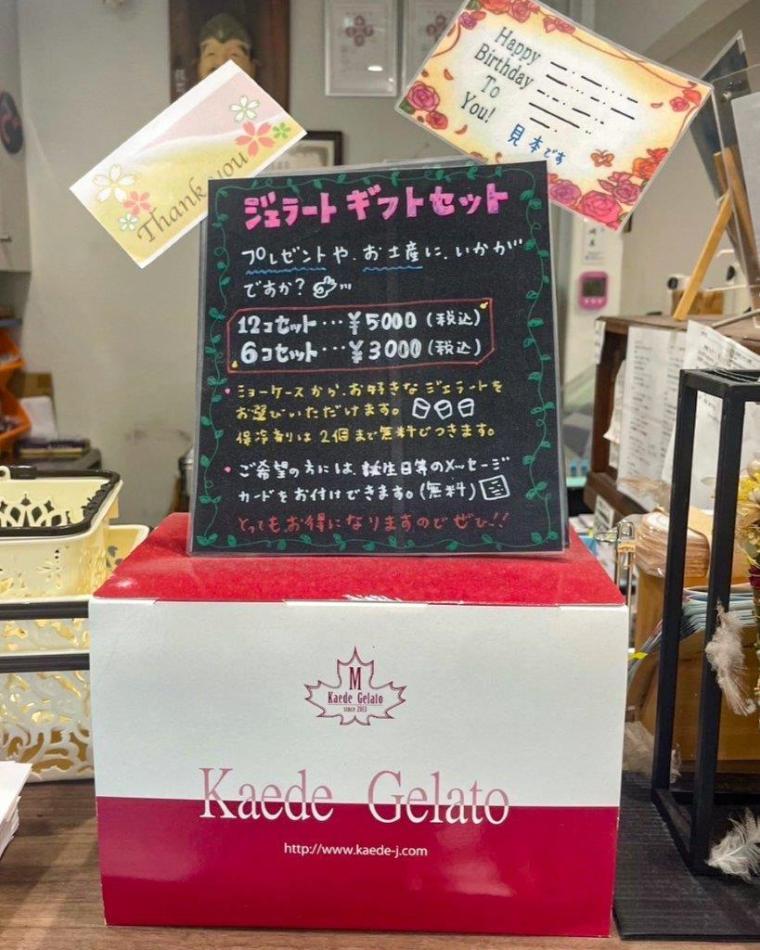 Happy
Birthday
To
You!
見本です
Thank you
ジェラートギフトセット
プレゼントや、お土産に、いかが
ですか?
12コセット…¥5000(税込)
6コセット…¥3000(税込)
・ショーケースから、お好きなジェラートを
お選びいただけます。
保冷剤は2個まで無料でつきます。
・ご希望の方には、誕生日等のメッセージ
カードをお付けできます。(無料)
とってもお得になりますのでぜひ!!
M
Kaede Gelato
since 2003
Kaede Gelato
http://www.kaede-j.com